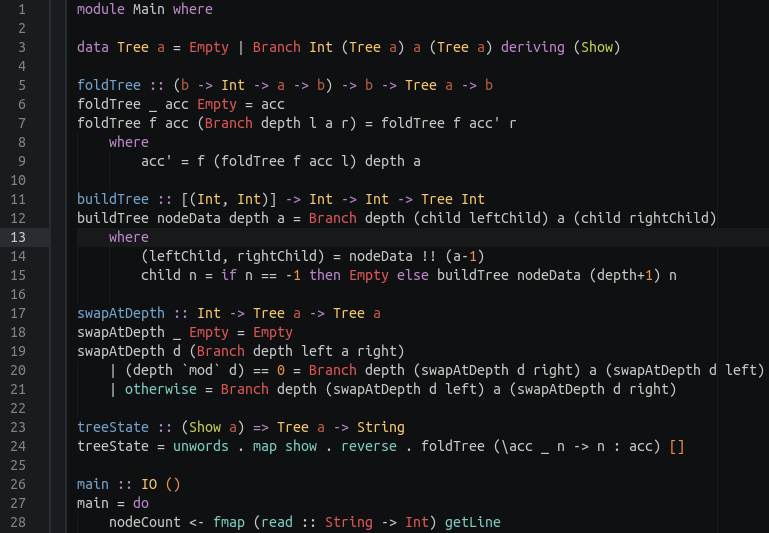 1 module Main where
2
3 data Tree a = Empty | Branch Int (Tree a) a (Tree a) deriving (Show)
4
5 foldTree :: (b -> Int -> a -> b) -> b -> Tree a -> b
6 foldTree _ acc Empty = acc
7 foldTree f acc (Branch depth l a r) = foldTree f acc' r
8     where
9         acc' = f (foldTree f acc l) depth a
10
11 buildTree :: [(Int, Int)] -> Int -> Int -> Tree Int
12 buildTree nodeData depth a = Branch depth (child leftChild) a (child rightChild)
13     where
14         (leftChild, rightChild) = nodeData !! (a-1)
15         child n = if n == -1 then Empty else buildTree nodeData (depth+1) n
16
17 swapAtDepth :: Int -> Tree a -> Tree a
18 swapAtDepth _ Empty = Empty
19 swapAtDepth d (Branch depth left a right)
20     | (depth `mod` d) == 0 = Branch depth (swapAtDepth d right) a (swapAtDepth d left)
21     | otherwise = Branch depth (swapAtDepth d left) a (swapAtDepth d right)
22
23 treeState :: (Show a) => Tree a -> String
24 treeState = unwords . map show . reverse . foldTree (\acc _ n -> n : acc) []
25
26 main :: IO ()
27 main = do
28     nodeCount <- fmap (read :: String -> Int) getLine